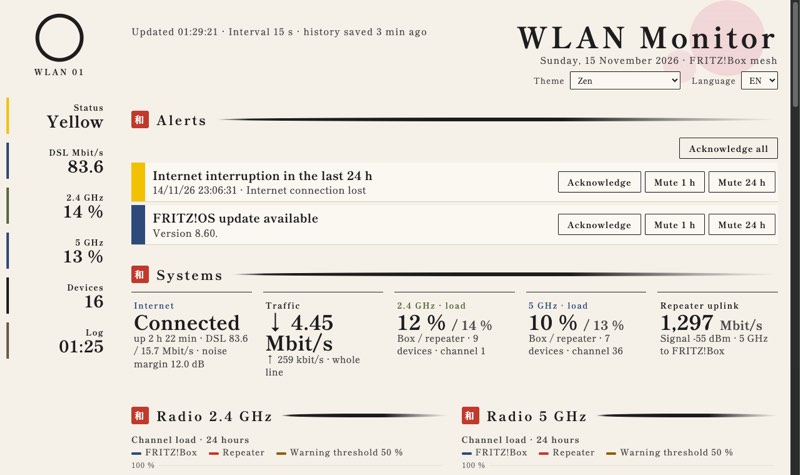 WLAN 01
Updated 01:29:21 · Interval 15 s · history saved 3 min ago
WLAN Monitor
Sunday, 15 November 2026 · FRITZ!Box mesh
Theme Zen Language EN
Status
Yellow
DSL Mbit/s
83.6
2.4 GHz
14 %
5 GHz
13 %
Devices
16
Log
01:25
和 Alerts
Acknowledge all
Internet interruption in the last 24 h
14/11/26 23:06:31 · Internet connection lost
Acknowledge Mute 1 h Mute 24 h
FRITZ!OS update available
Version 8.60.
Acknowledge Mute 1 h Mute 24 h
和 Systems
Internet
Connected
up 2 h 22 min · DSL 83.6
/ 15.7 Mbit/s · noise
margin 12.0 dB
Traffic
↓ 4.45
Mbit/s
↑ 259 kbit/s · whole
line
2.4 GHz · load
12 % / 14 %
Box / repeater · 9
devices · channel 1
5 GHz · load
10 % / 13 %
Box / repeater · 7
devices · channel 36
Repeater uplink
1,297 Mbit/s
Signal -55 dBm · 5 GHz
to FRITZ!Box
和 Radio 2.4 GHz
Channel load · 24 hours
FRITZ!Box Repeater Warning threshold 50 %
100 %
和 Radio 5 GHz
Channel load · 24 hours
FRITZ!Box Repeater Warning threshold 50 %
100 %